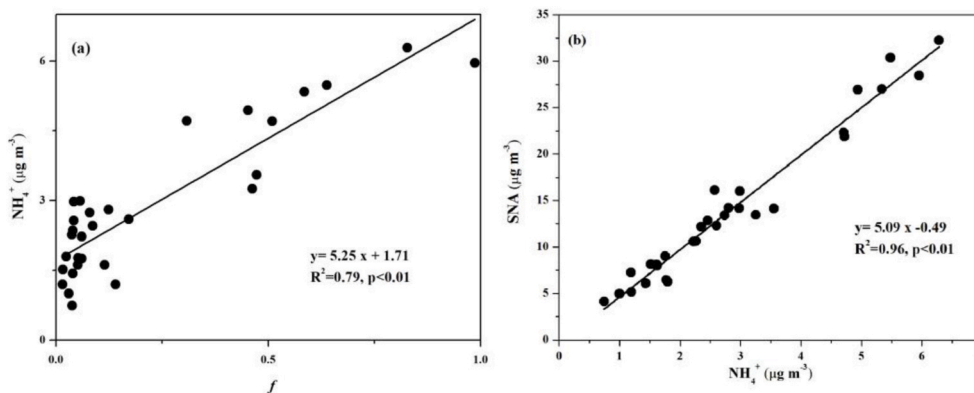 (a)
6
3
0
NH₄⁺ (μg m⁻³)
y= 5.25 x + 1.71
R²=0.79, p<0.01
0.0 0.5 1.0
f
(b)
35
30
25
20
15
10
5
0
SNA (μg m⁻³)
y= 5.09 x -0.49
R²=0.96, p<0.01
0 1 2 3 4 5 6
NH₄⁺ (μg m⁻³)